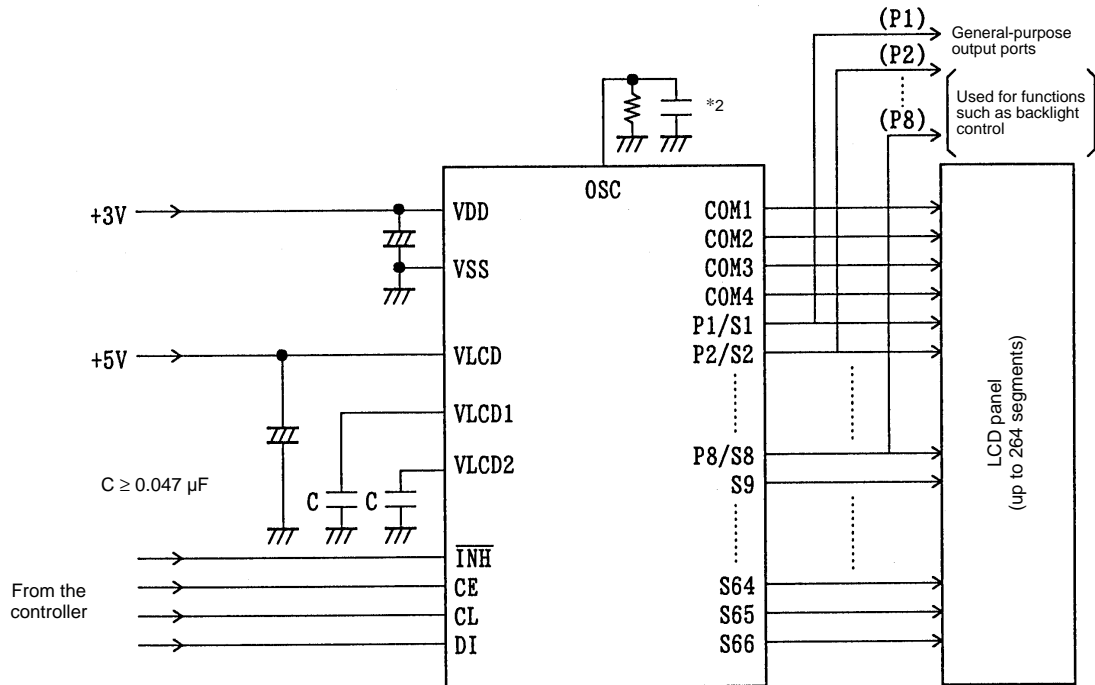 (P1)
General-purpose
output ports
(P2)
*2
Used for functions
such as backlight
control
(P8)
OSC
+3V
VDD
COM1
COM2
VSS
COM3
COM4
P1/S1
+5V
VLCD
P2/S2
VLCD1
LCD panel
(up to 264 segments)
VLCD2
P8/S8
C ≥ 0.047 µF
C
C
S9
INH
From the
controller
CE
S64
CL
S65
DI
S66